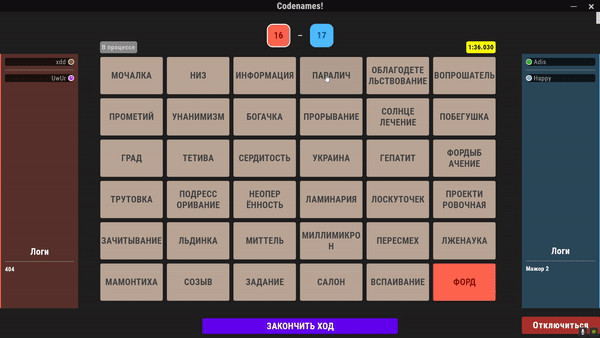 Codenames!
16 – 17
В процессе
1:36.030
xdd
UwUr
Adis
Happy
МОЧАЛКА
НИЗ
ИНФОРМАЦИЯ
ПАРАЛИЧ
ОБЛАГОДЕТЕ
ЛЬСТВОВАНИЕ
ВОПРОШАТЕЛЬ
ПРОМЕТИЙ
УНАНИМИЗМ
БОГАЧКА
ПРОРЫВАНИЕ
СОЛНЦЕ
ЛЕЧЕНИЕ
ПОБЕГУШКА
ГРАД
ТЕТИВА
СЕРДИТОСТЬ
УКРАИНА
ГЕПАТИТ
ФОРДЫБ
АЧЕНИЕ
ТРУТОВКА
ПОДРЕСС
ОРИВАНИЕ
НЕОПЕР
ЁННОСТЬ
ЛАМИНАРИЯ
ЛОСКУТОЧЕК
ПРОЕКТИ
РОВОЧНАЯ
ЗАЧИТЫВАНИЕ
ЛЬДИНКА
МИТТЕЛЬ
МИЛЛИМИКРО
Н
ПЕРЕСМЕХ
ЛЖЕНАУКА
МАМОНТИХА
СОЗЫВ
ЗАДАНИЕ
САЛОН
ВСПАИВАНИЕ
ФОРД
Логи
404
Логи
Мажор 2
ЗАКОНЧИТЬ ХОД
Отключиться